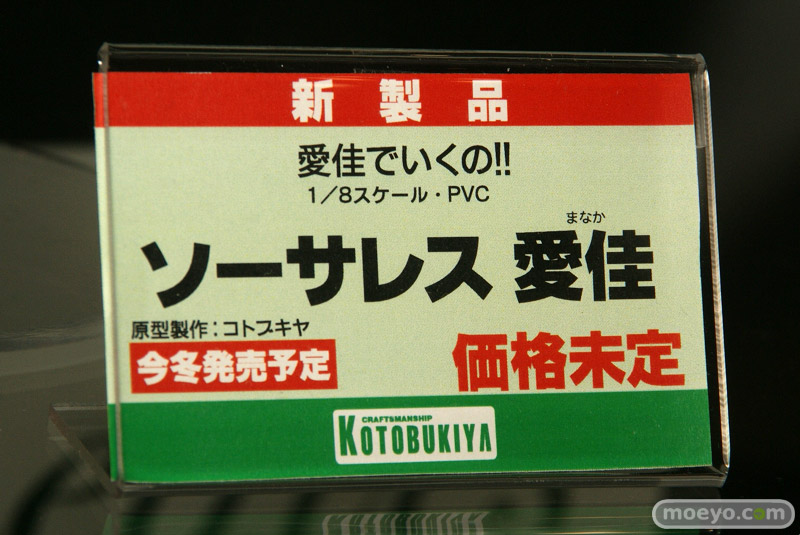 新製品
愛佳でいくの!!
1／8スケール・PVC
まなか
ソーサレス 愛佳
原型製作：コトブキヤ
今冬発売予定
価格未定
CRAFTSMANSHIP
KOTOBUKIYA
moeyo.com